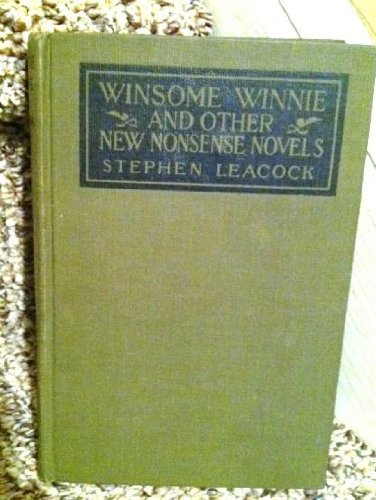 WINSOME WINNIE
AND OTHER
NEW NONSENSE NOVELS
STEPHEN LEACOCK